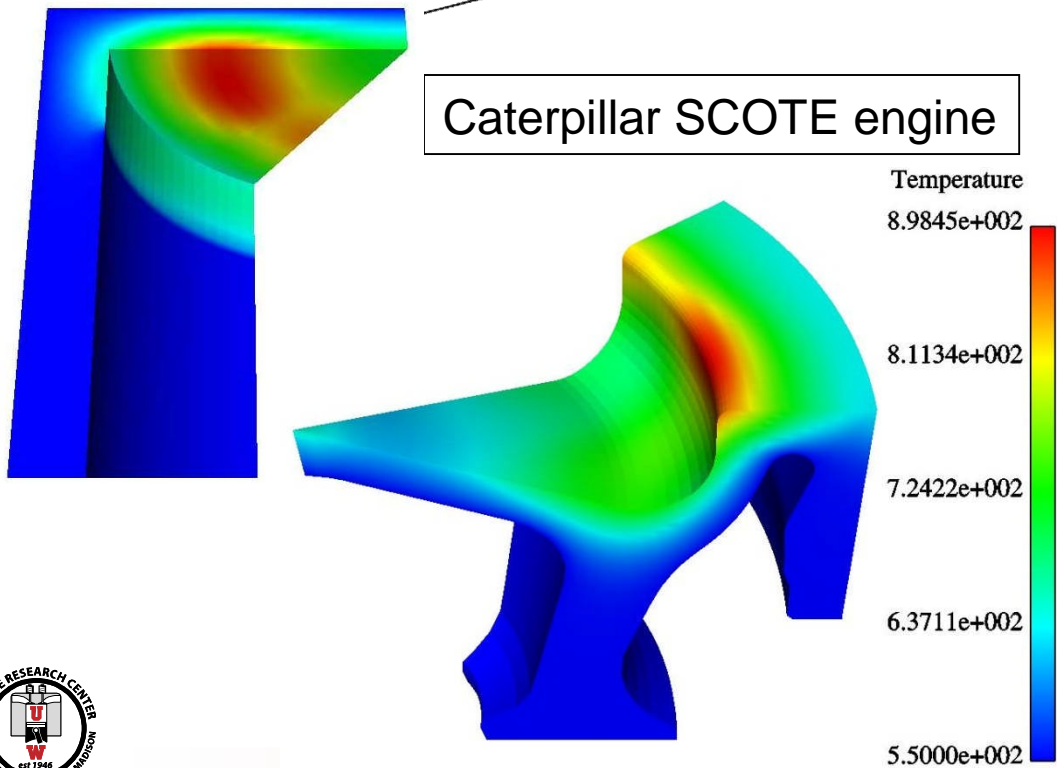 Caterpillar SCOTE engine
Temperature
8.9845e+002
8.1134e+002
7.2422e+002
6.3711e+002
5.5000e+002
RESEARCH CENTER
U
W
est 1946
MADISON